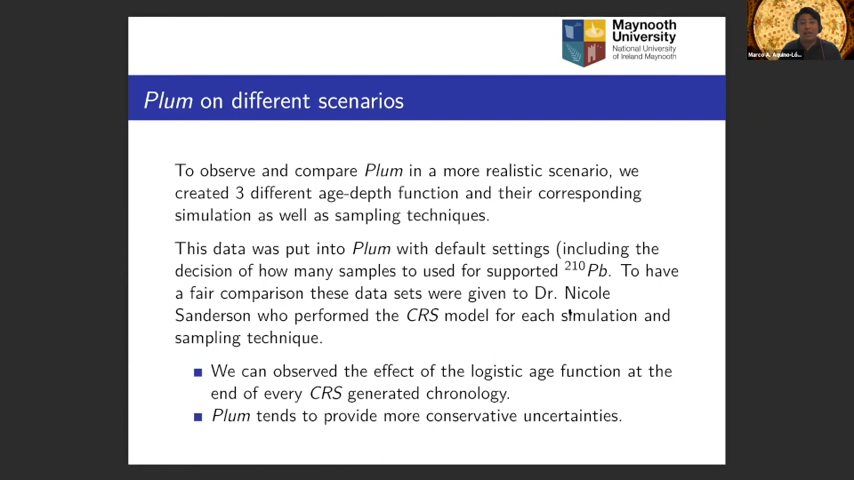 Maynooth
University
National University
of Ireland Maynooth
Marco A. Aquino-Ló...
Plum on different scenarios
To observe and compare Plum in a more realistic scenario, we
created 3 different age-depth function and their corresponding
simulation as well as sampling techniques.
This data was put into Plum with default settings (including the
decision of how many samples to used for supported ²¹⁰Pb. To have
a fair comparison these data sets were given to Dr. Nicole
Sanderson who performed the CRS model for each simulation and
sampling technique.
We can observed the effect of the logistic age function at the
end of every CRS generated chronology.
Plum tends to provide more conservative uncertainties.